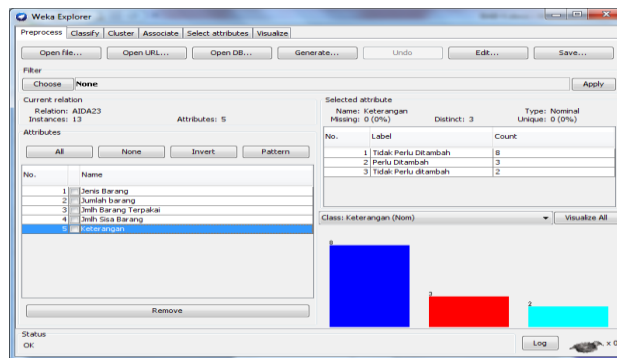 Weka Explorer
Preprocess Classify Cluster Associate Select attributes Visualize
Open file... Open URL... Open DB... Generate... Undo Edit... Save...
Filter
Choose None Apply
Current relation
Relation: AIDA23
Instances: 13 Attributes: 5
Attributes
All None Invert Pattern
No. Name
1 Jenis Barang
2 Jumlah barang
3 Jmlh Barang Terpakai
4 Jmlh Sisa Barang
5 Keterangan
Remove
Selected attribute
Name: Keterangan Type: Nominal
Missing: 0 (0%) Distinct: 3 Unique: 0 (0%)
No. Label Count
1 Tidak Perlu Ditambah 8
2 Perlu Ditambah 3
3 Tidak Perlu ditambah 2
Class: Keterangan (Nom) Visualize All
8
3
2
Status
OK Log x 0